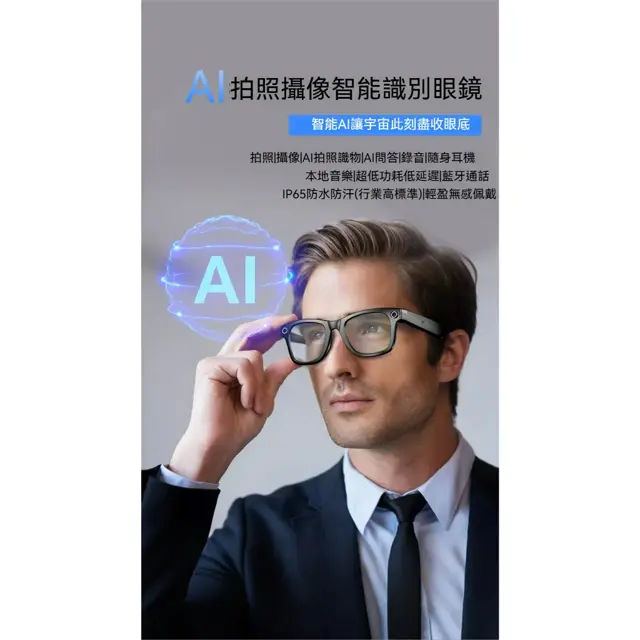 AI拍照攝像智能識別眼鏡
智能AI讓宇宙此刻盡收眼底
拍照|攝像|AI拍照識物|AI問答|錄音|隨身耳機
本地音樂|超低功耗低延遲|藍牙通話
IP65防水防汗(行業高標準)|輕盈無感佩戴
AI